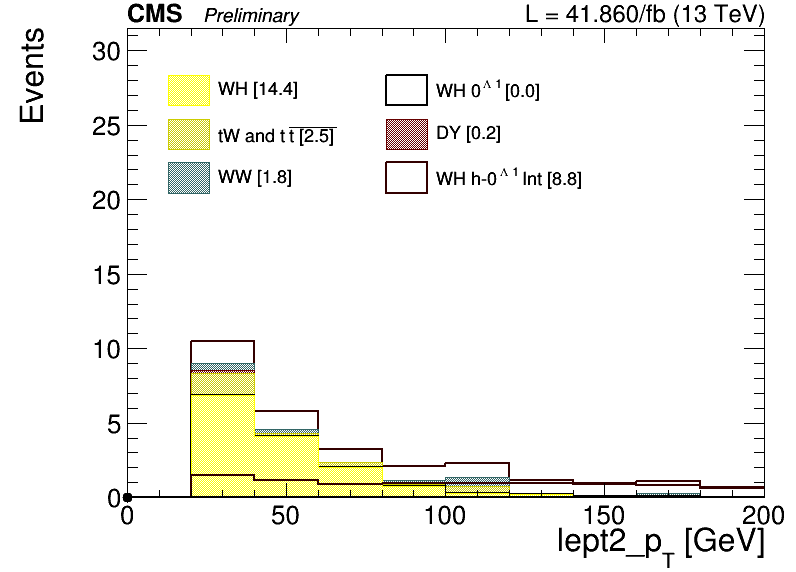 CMS Preliminary L = 41.860/fb (13 TeV)
Events
30
25
20
15
10
5
0
WH [14.4]
WH 0^Λ1 [0.0]
tW and t t̅ [2.5]
DY [0.2]
WW [1.8]
WH h-0^Λ1 Int [8.8]
0 50 100 150 200
lept2_p_T [GeV]